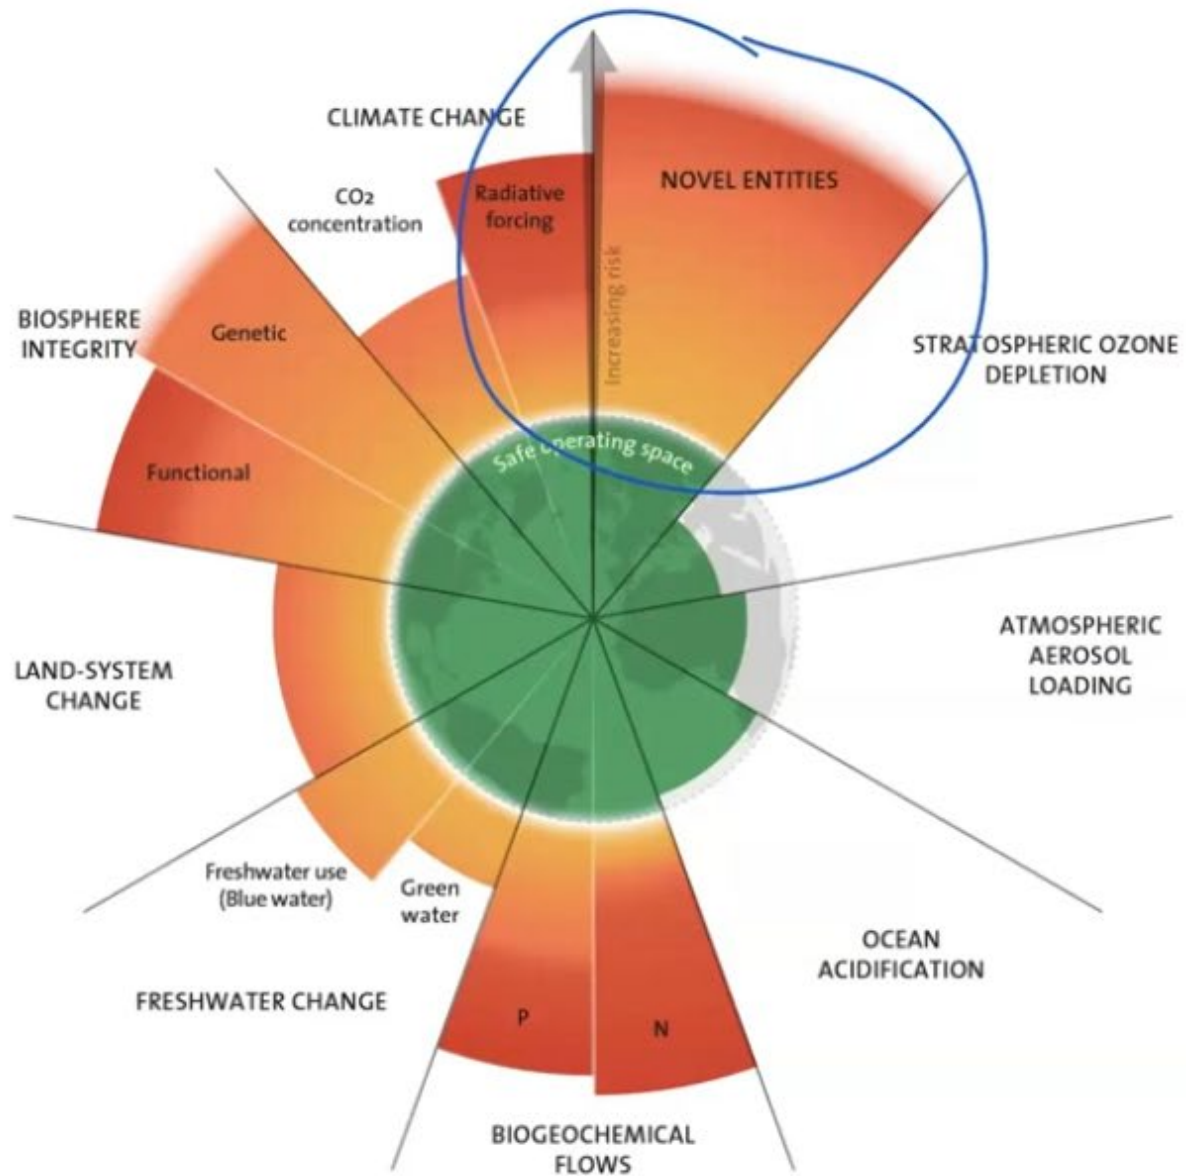 CLIMATE CHANGE
CO2
concentration
Radiative
forcing
NOVEL ENTITIES
Increasing risk
BIOSPHERE
INTEGRITY
Genetic
Functional
STRATOSPHERIC OZONE
DEPLETION
Safe operating space
ATMOSPHERIC
AEROSOL
LOADING
LAND-SYSTEM
CHANGE
Freshwater use
(Blue water)
Green
water
FRESHWATER CHANGE
OCEAN
ACIDIFICATION
P
N
BIOGEOCHEMICAL
FLOWS